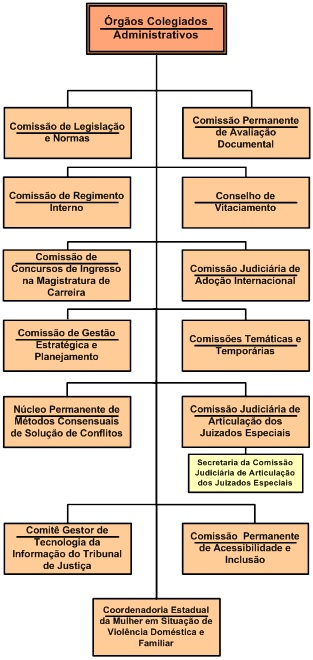 Órgãos Colegiados
Administrativos
Comissão de Legislação
e Normas
Comissão Permanente
de Avaliação
Documental
Comissão de Regimento
Interno
Conselho de
Vitaciamento
Comissão de
Concursos de Ingresso
na Magistratura de
Carreira
Comissão Judiciária de
Adoção Internacional
Comissão de Gestão
Estratégica e
Planejamento
Comissões Temáticas e
Temporárias
Núcleo Permanente de
Métodos Consensuais
de Solução de Conflitos
Comissão Judiciária de
Articulação dos
Juizados Especiais
Secretaria da Comissão
Judiciária de Articulação
dos Juizados Especiais
Comitê Gestor de
Tecnologia da
Informação do Tribunal
de Justiça
Comissão Permanente
de Acessibilidade e
Inclusão
Coordenadoria Estadual
da Mulher em Situação de
Violência Doméstica e
Familiar